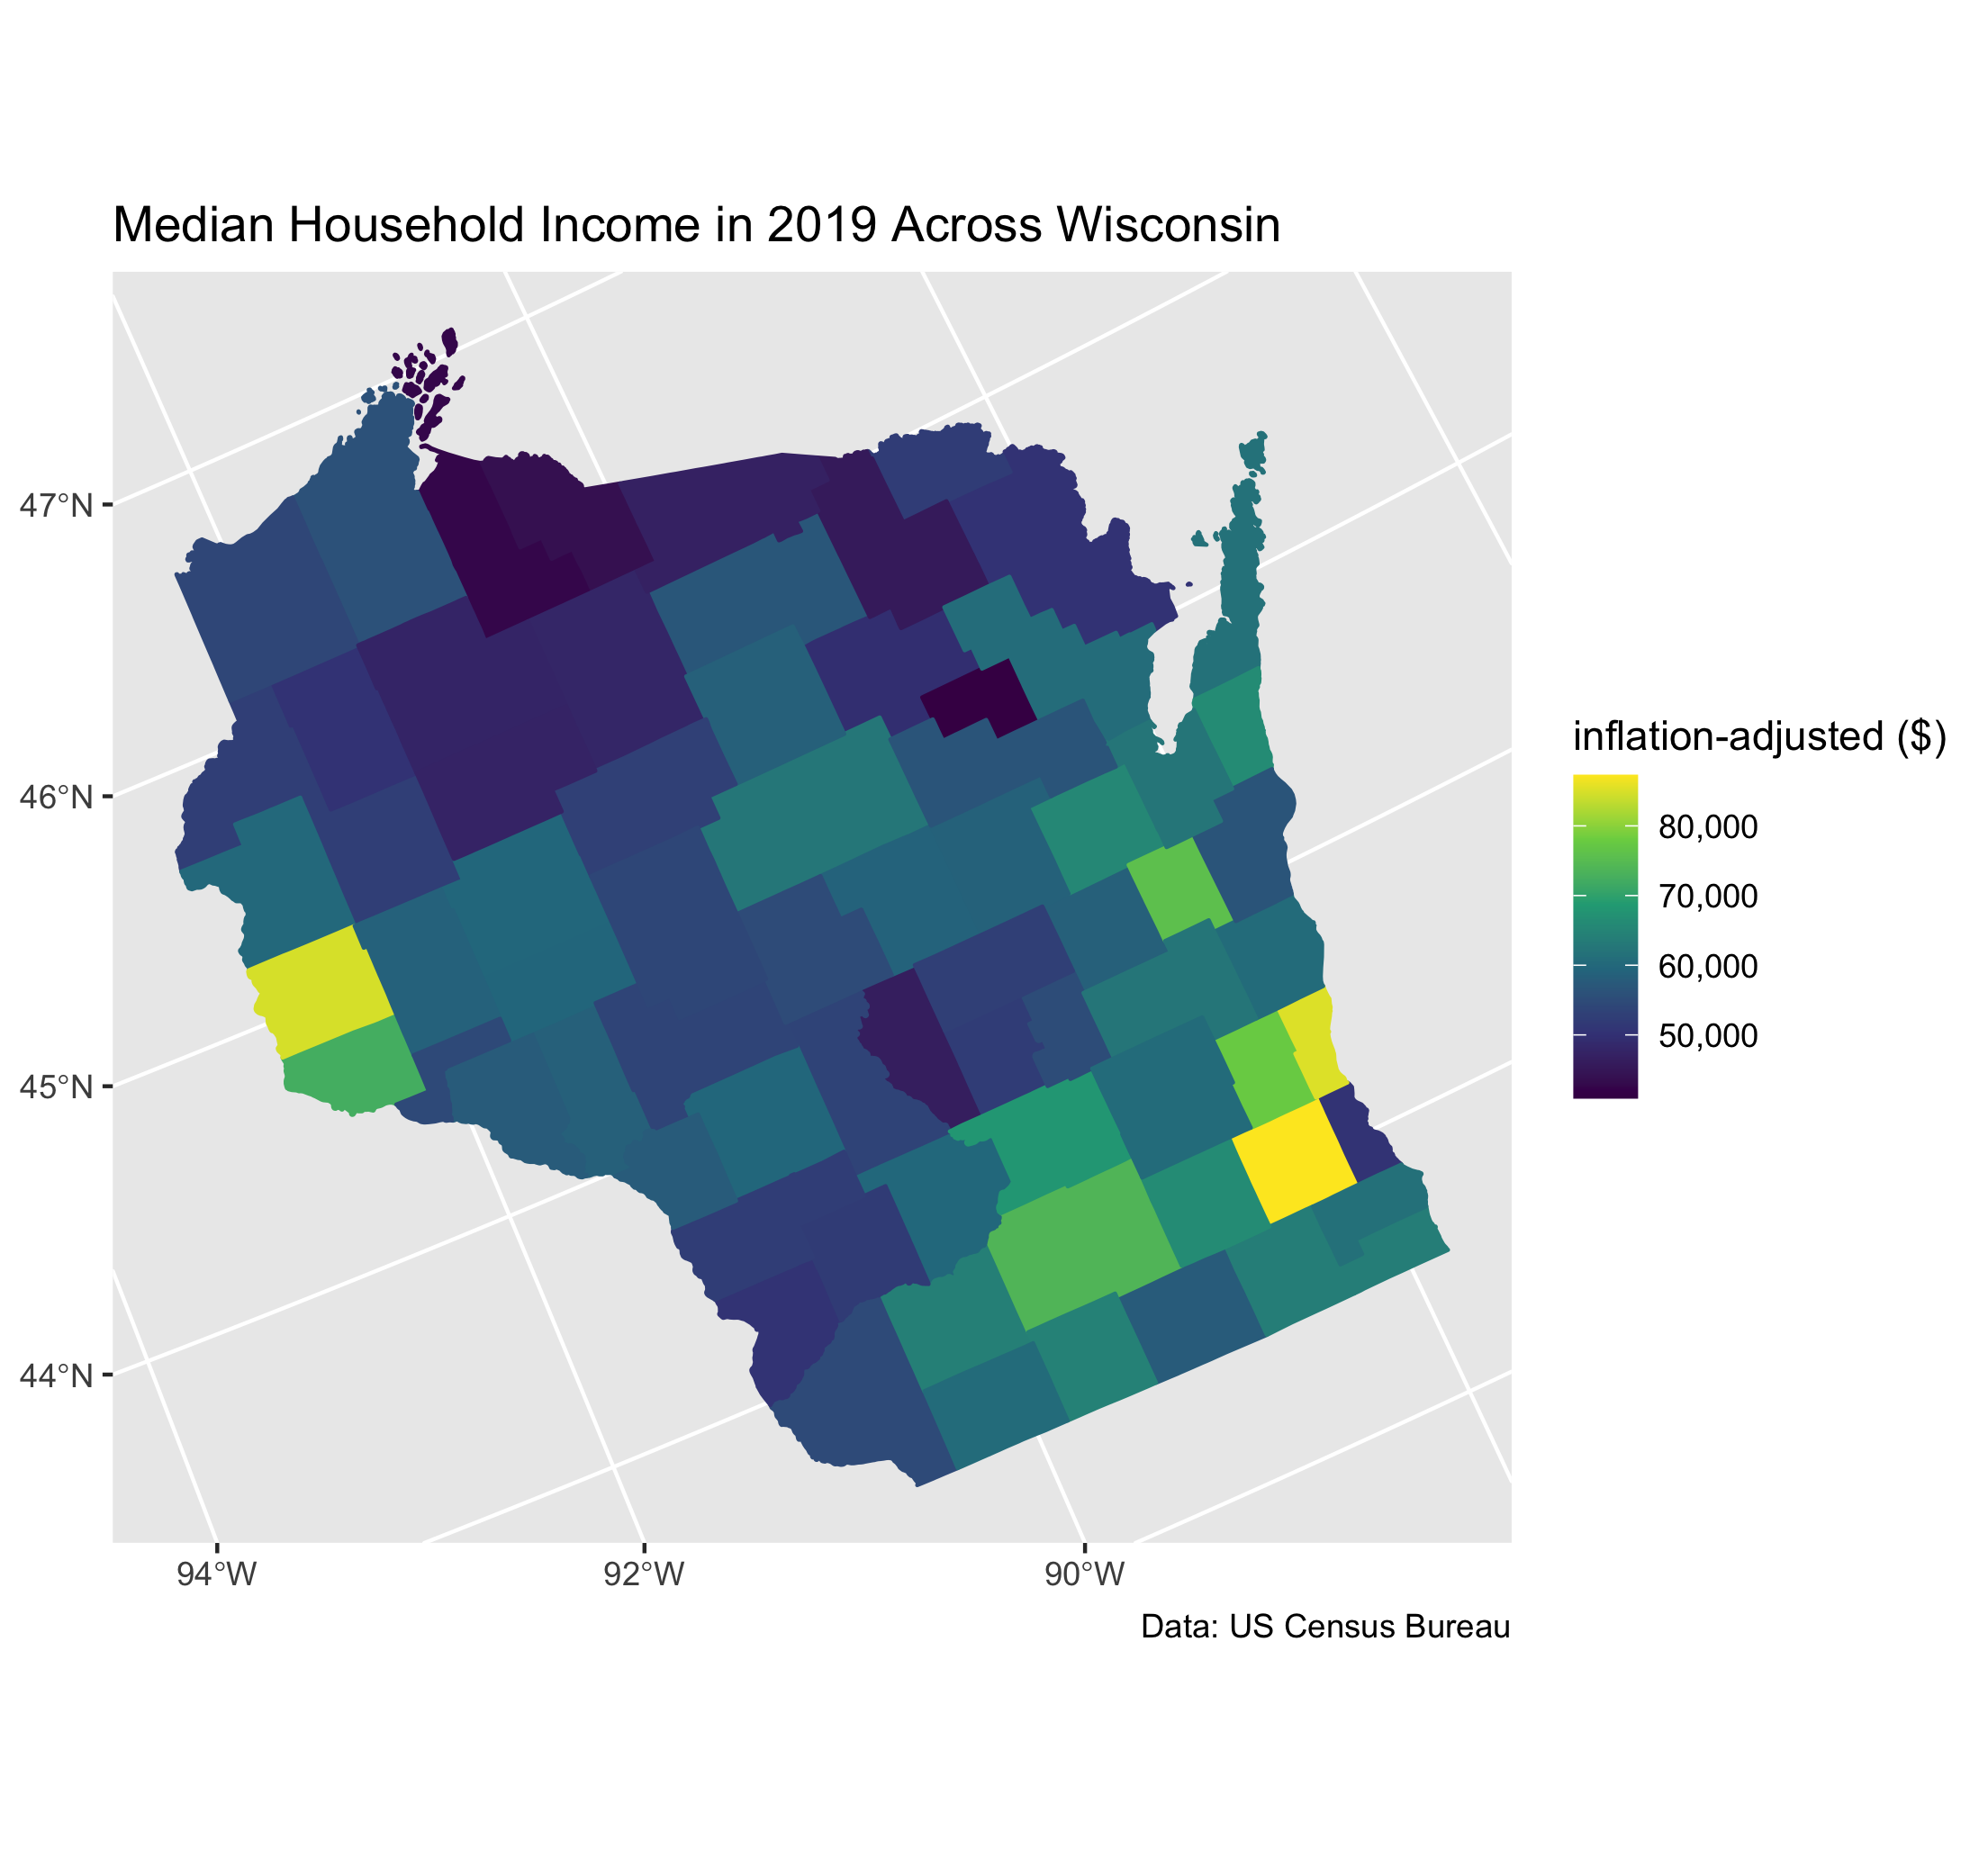 Median Household Income in 2019 Across Wisconsin
47°N
46°N
45°N
44°N
94°W
92°W
90°W
inflation-adjusted ($)
80,000
70,000
60,000
50,000
Data: US Census Bureau